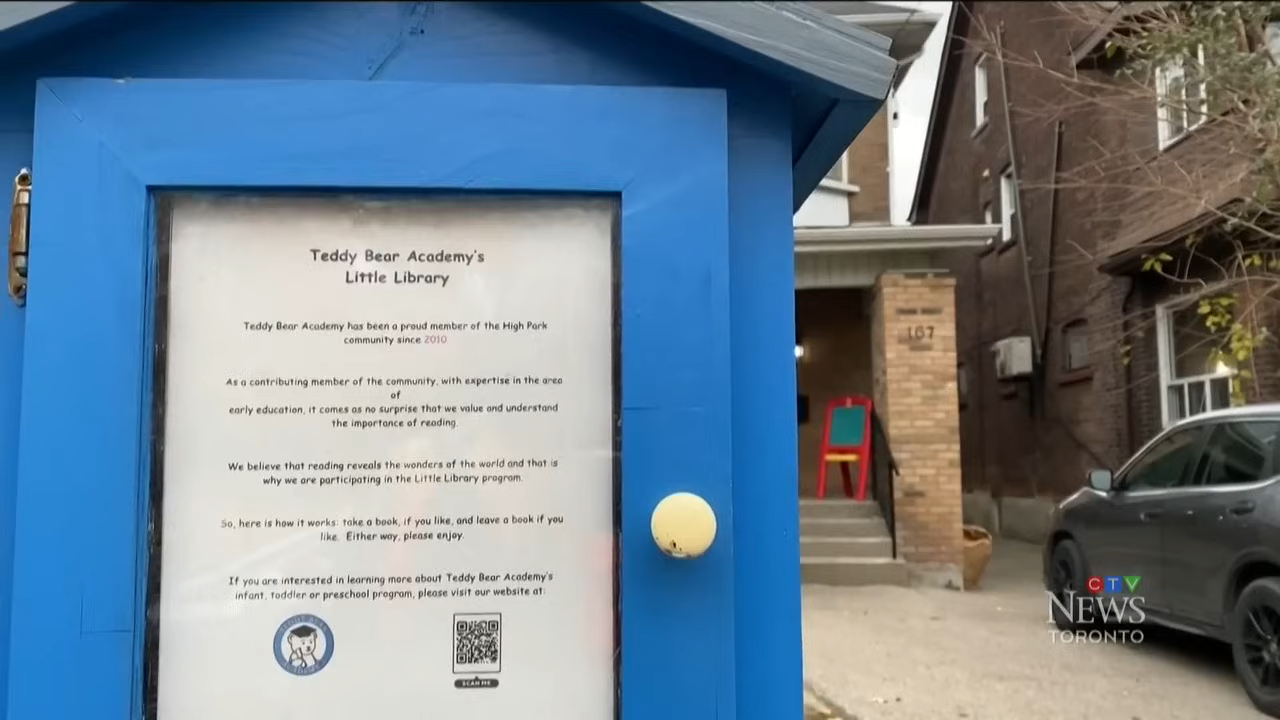 Teddy Bear Academy's
Little Library
Teddy Bear Academy has been a proud member of the High Park
community since 2010
As a contributing member of the community, with expertise in the area
of
early education, it comes as no surprise that we value and understand
the importance of reading.
We believe that reading reveals the wonders of the world and that is
why we are participating in the Little Library program.
So, here is how it works: take a book, if you like, and leave a book if you
like. Either way, please enjoy.
If you are interested in learning more about Teddy Bear Academy's
infant, toddler or preschool program, please visit our website at:
SCAN ME
167
CTV
NEWS
TORONTO